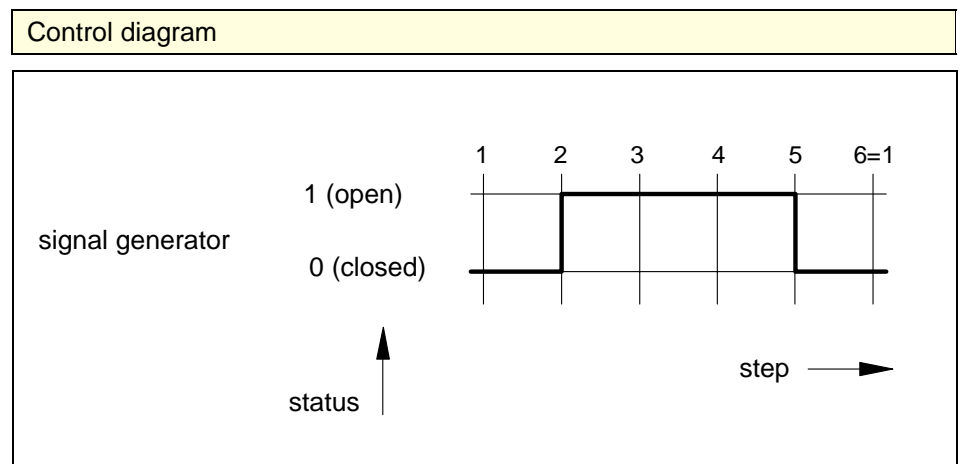 Control diagram
1 2 3 4 5 6=1
1 (open)
signal generator
0 (closed)
step
status